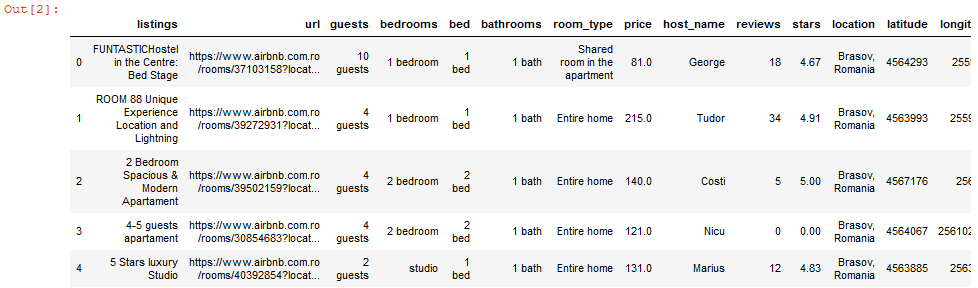 Out[2]:
listings url guests bedrooms bed bathrooms room_type price host_name reviews stars location latitude longit
0 FUNTASTICHostel in the Centre: Bed Stage https://www.airbnb.com.ro/rooms/37103158?locat... 10 guests 1 bedroom 1 bed 1 bath Shared room in the apartment 81.0 George 18 4.67 Brasov, Romania 4564293 2559
1 ROOM 88 Unique Experience Location and Lightning https://www.airbnb.com.ro/rooms/39272931?locat... 4 guests 1 bedroom 1 bed 1 bath Entire home 215.0 Tudor 34 4.91 Brasov, Romania 4563993 2559
2 2 Bedroom Spacious & Modern Apartament https://www.airbnb.com.ro/rooms/39502159?locat... 4 guests 2 bedroom 2 bed 1 bath Entire home 140.0 Costi 5 5.00 Brasov, Romania 4567176 256
3 4-5 guests apartament https://www.airbnb.com.ro/rooms/30854683?locat... 4 guests 2 bedroom 2 bed 1 bath Entire home 121.0 Nicu 0 0.00 Brasov, Romania 4564067 256102
4 5 Stars luxury Studio https://www.airbnb.com.ro/rooms/40392854?locat... 2 guests studio 1 bed 1 bath Entire home 131.0 Marius 12 4.83 Brasov, Romania 4563885 2563